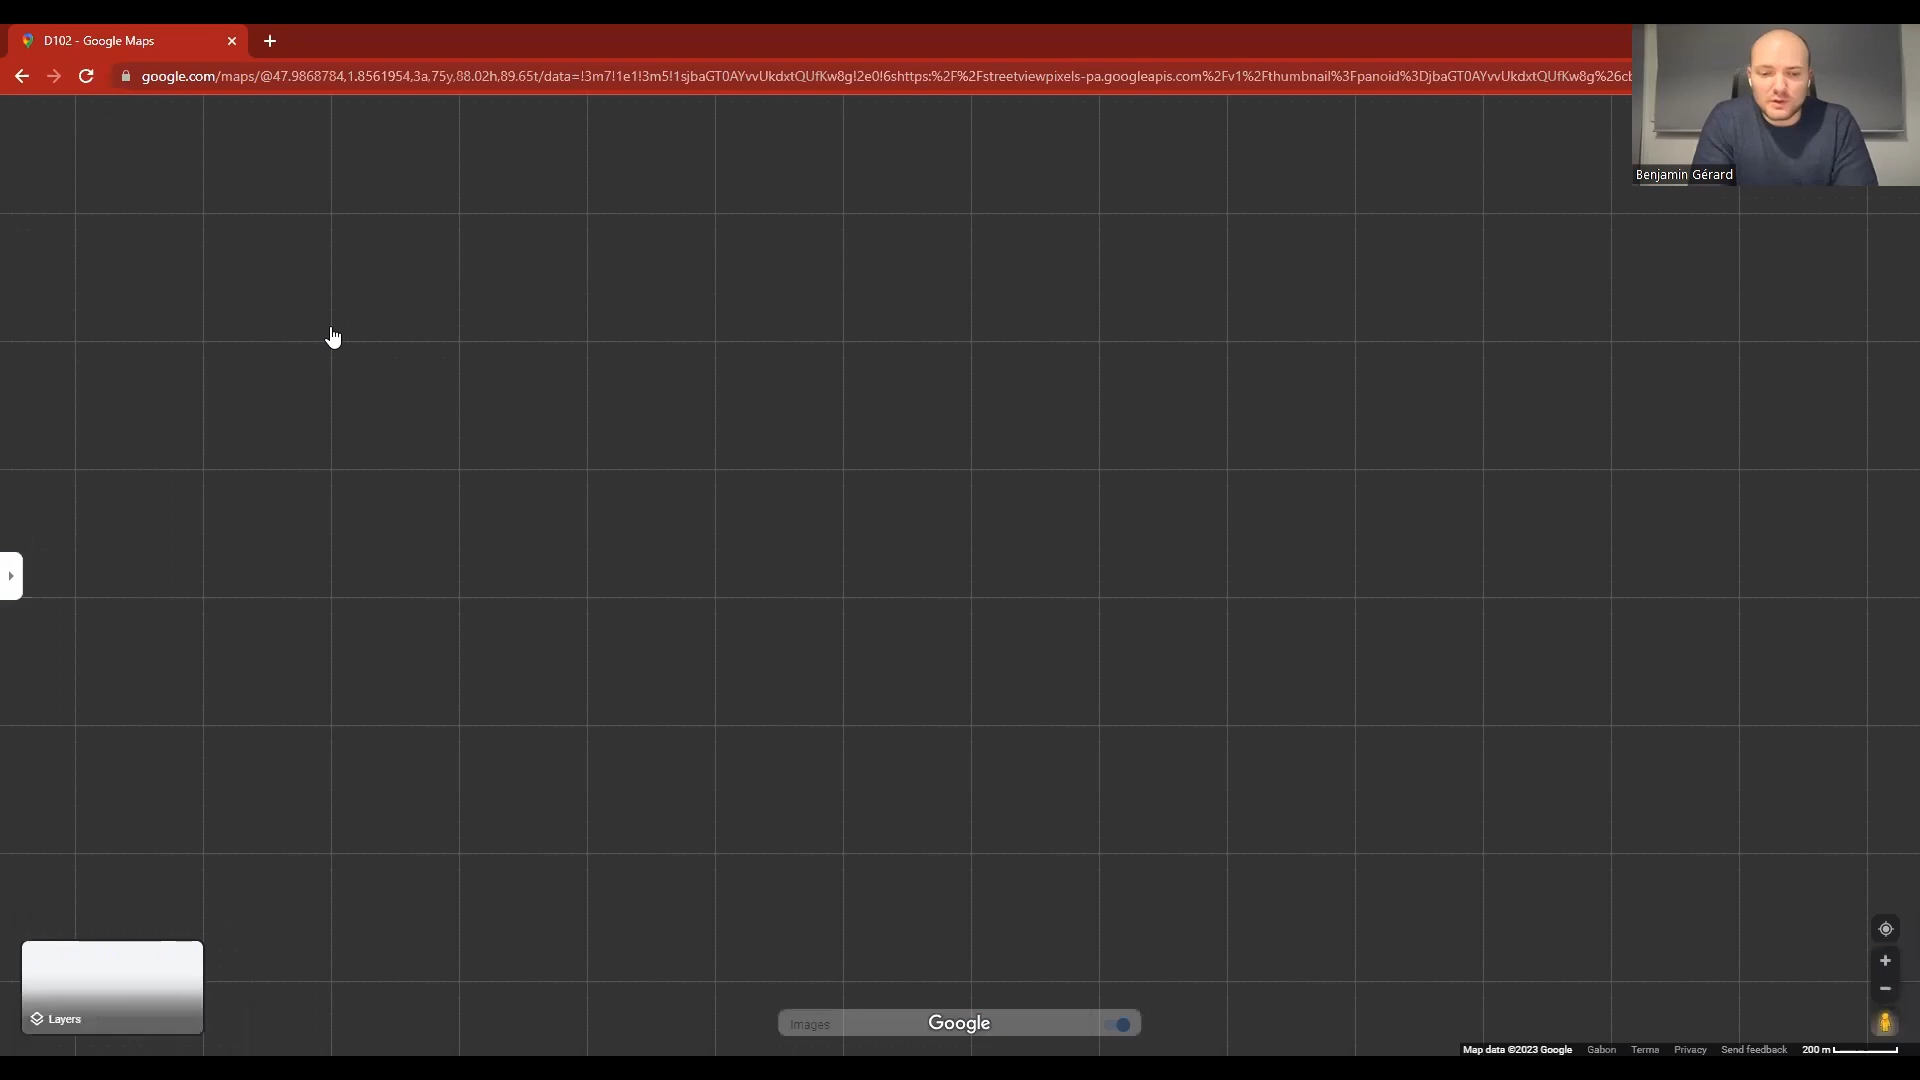 D102 - Google Maps
google.com/maps/@47.9868784,1.8561954,3a,75y,88.02h,89.65t/data=!3m7!1e1!3m5!1sjbaGT0AYvvUkdxtQUfKw8g!2e0!6shttps:%2F%2Fstreetviewpixels-pa.googleapis.com%2Fv1%2Fthumbnail%3Fpanoid%3DjbaGT0AYvvUkdxtQUfKw8g%26cb
Benjamin Gérard
Layers
Images
Google
Map data ©2023 Google Gabon Terms Privacy Send feedback 200 m